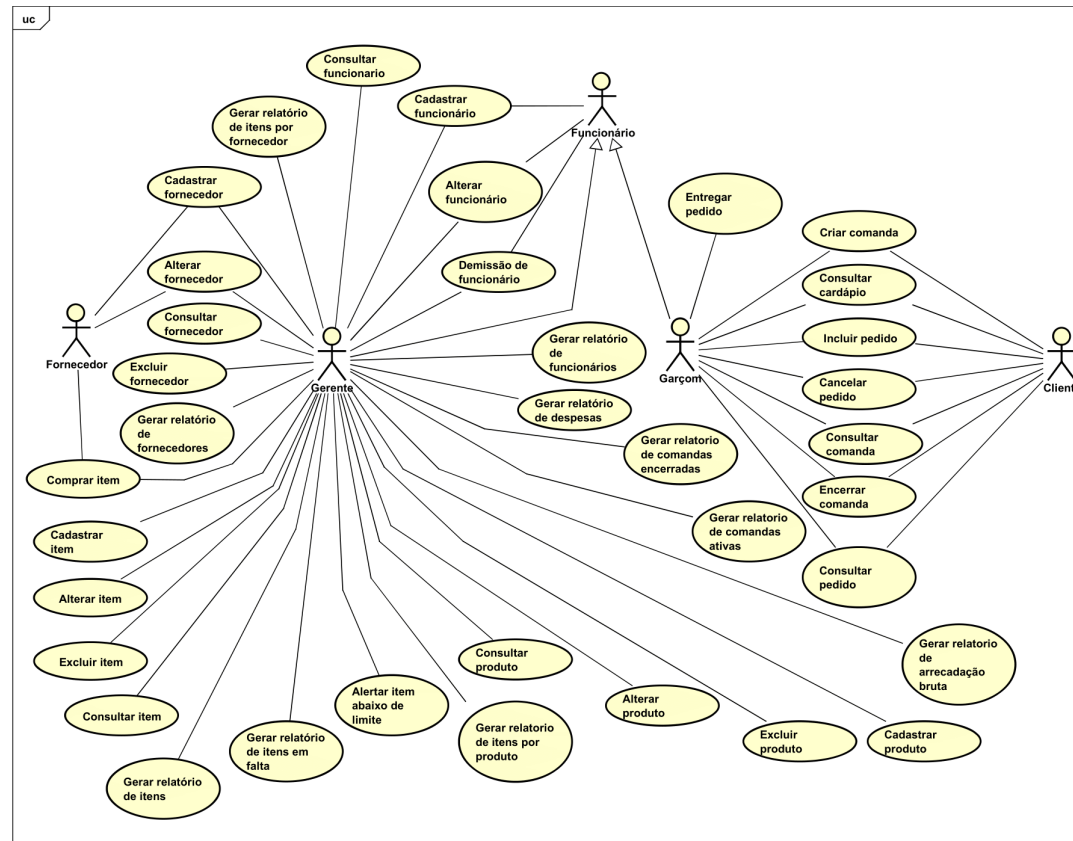 uc
Consultar
funcionario
Cadastrar
funcionário
Funcionário
Gerar relatório
de itens por
fornecedor
Cadastrar
fornecedor
Alterar
funcionário
Entregar
pedido
Criar comanda
Alterar
fornecedor
Demissão de
funcionário
Consultar
cardápio
Consultar
fornecedor
Fornecedor
Gerente
Gerar relatório
de
funcionários
Garçom
Incluir pedido
Client
Excluir
fornecedor
Cancelar
pedido
Gerar relatório
de
fornecedores
Gerar relatório
de despesas
Gerar relatorio
de comandas
encerradas
Consultar
comanda
Comprar item
Encerrar
comanda
Cadastrar
item
Gerar relatorio
de comandas
ativas
Consultar
pedido
Alterar item
Excluir item
Consultar
produto
Gerar relatorio
de
arrecadação
bruta
Consultar item
Alertar item
abaixo de
limite
Alterar
produto
Gerar relatório
de itens em
falta
Gerar relatorio
de itens por
produto
Excluir
produto
Cadastrar
produto
Gerar relatório
de itens